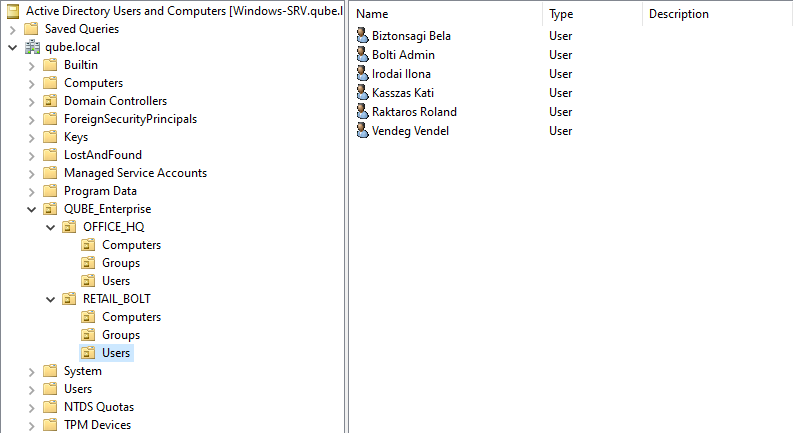 Active Directory Users and Computers [Windows-SRV.qube.l
Saved Queries
qube.local
Builtin
Computers
Domain Controllers
ForeignSecurityPrincipals
Keys
LostAndFound
Managed Service Accounts
Program Data
QUBE_Enterprise
OFFICE_HQ
Computers
Groups
Users
RETAIL_BOLT
Computers
Groups
Users
System
Users
NTDS Quotas
TPM Devices
Name Type Description
Biztonsagi Bela User
Bolti Admin User
Irodai Ilona User
Kasszas Kati User
Raktaros Roland User
Vendeg Vendel User